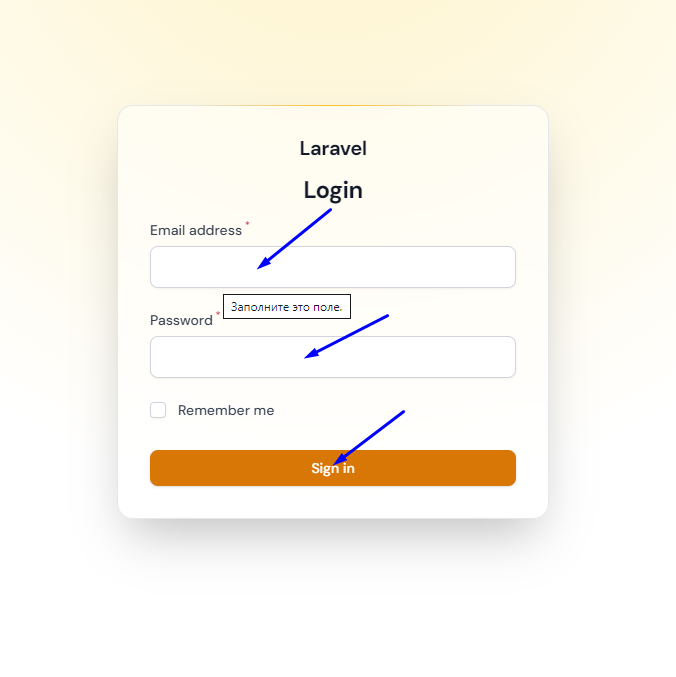 Laravel
Login
Email address *
Заполните это поле.
Password *
Remember me
Sign in